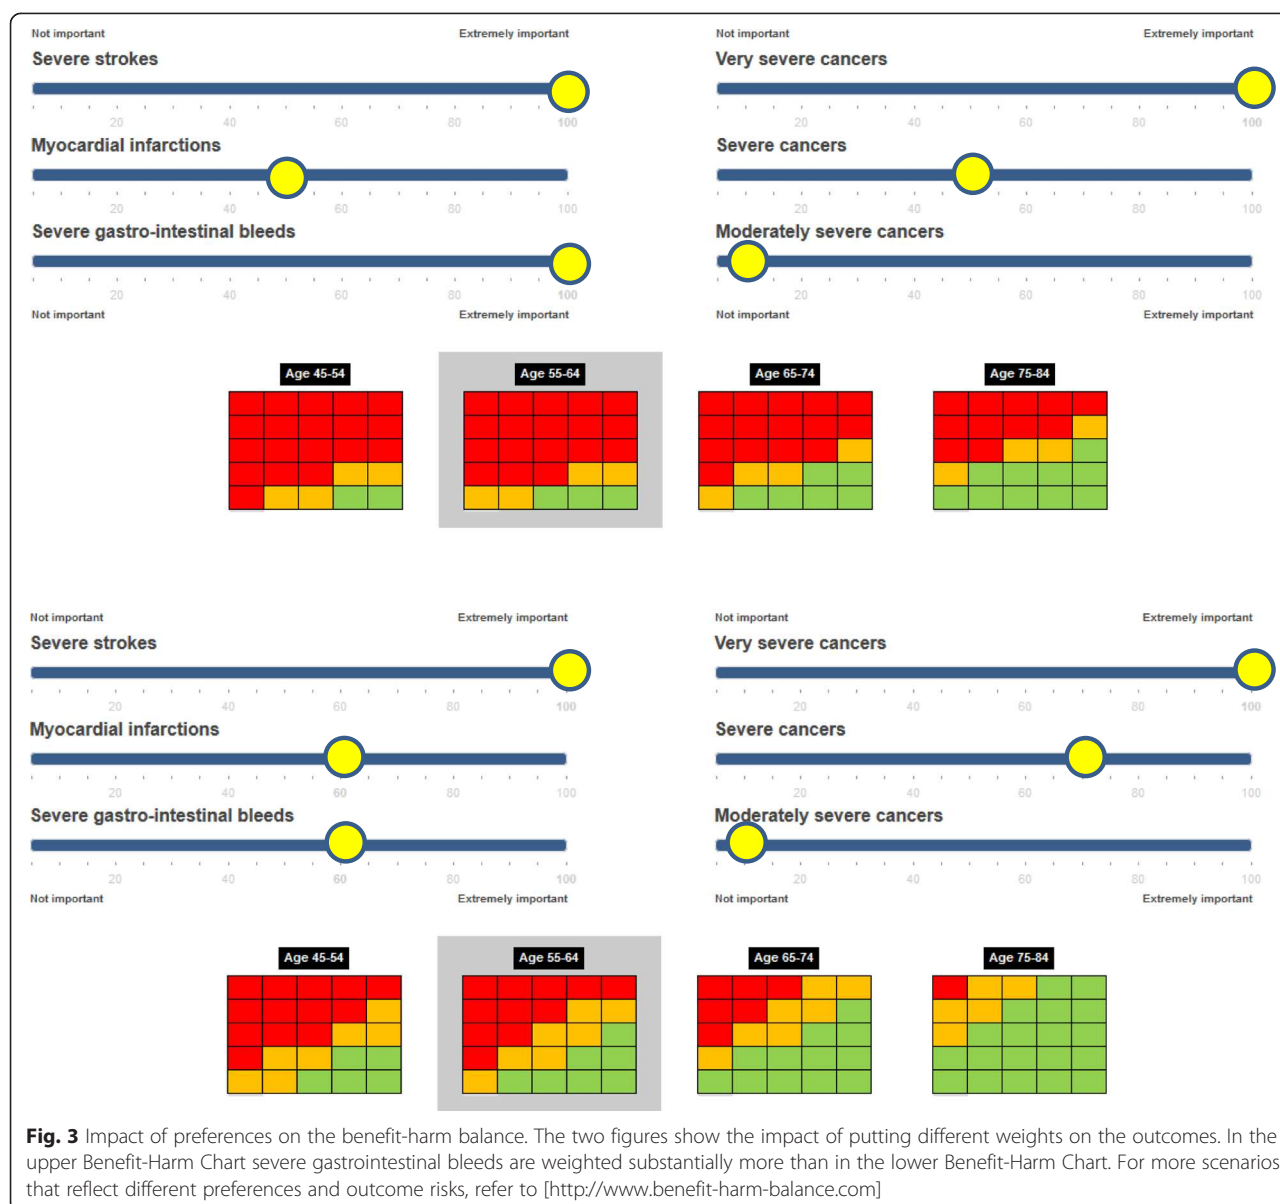 Not important Extremely important Not important Extremely important
Severe strokes Very severe cancers
20 40 60 80 100 20 40 60 80 100
Myocardial infarctions Severe cancers
20 40 60 80 100 20 40 60 80 100
Severe gastro-intestinal bleeds Moderately severe cancers
20 40 60 80 100 20 40 60 80 100
Not important Extremely important Not important Extremely important
Age 45-54 Age 55-64 Age 65-74 Age 75-84
Not important Extremely important Not important Extremely important
Severe strokes Very severe cancers
20 40 60 80 100 20 40 60 80 100
Myocardial infarctions Severe cancers
20 40 60 80 100 20 40 60 80 100
Severe gastro-intestinal bleeds Moderately severe cancers
20 40 60 80 100 20 40 60 80 100
Not important Extremely important Not important Extremely important
Age 45-54 Age 55-64 Age 65-74 Age 75-84
Fig. 3 Impact of preferences on the benefit-harm balance. The two figures show the impact of putting different weights on the outcomes. In the
upper Benefit-Harm Chart severe gastrointestinal bleeds are weighted substantially more than in the lower Benefit-Harm Chart. For more scenarios
that reflect different preferences and outcome risks, refer to [http://www.benefit-harm-balance.com]